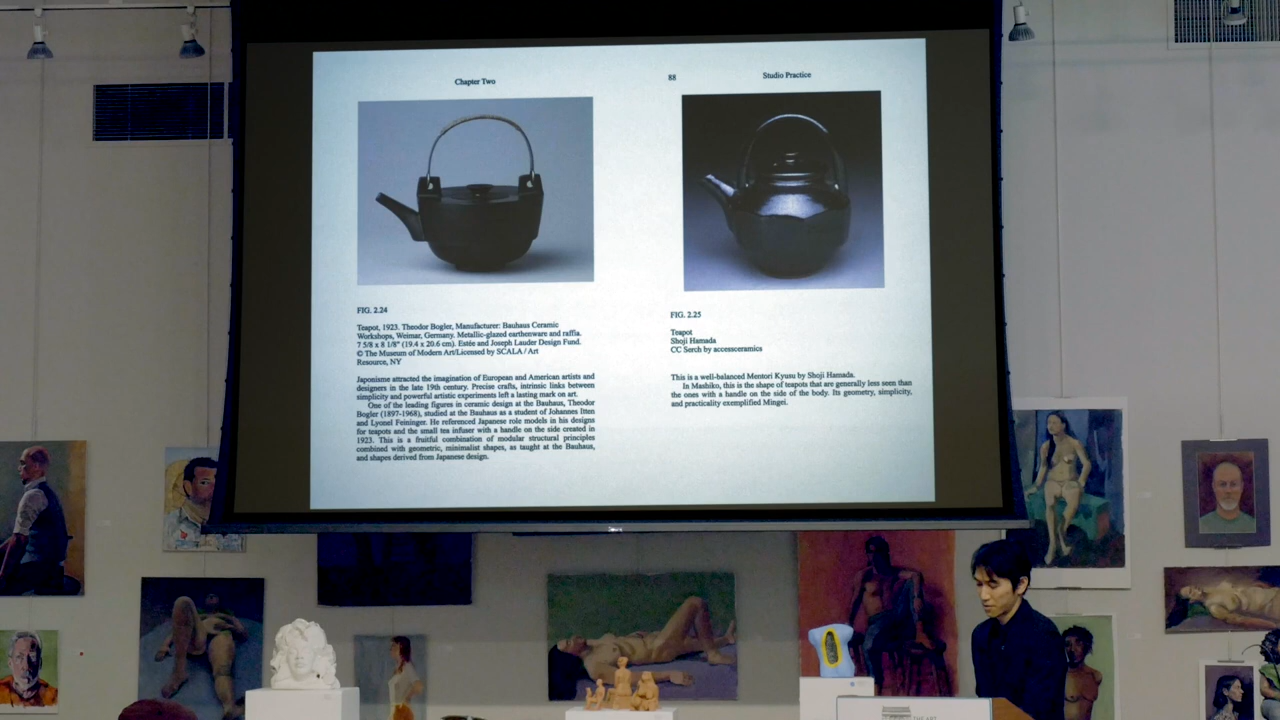 Chapter Two
88
Studio Practice
FIG. 2.24
Teapot, 1923. Theodor Bogler, Manufacturer: Bauhaus Ceramic
Workshops, Weimar, Germany. Metallic-glazed earthenware and raffia.
7 5/8 x 8 1/8" (19.4 x 20.6 cm). Estée and Joseph Lauder Design Fund.
© The Museum of Modern Art/Licensed by SCALA / Art
Resource, NY
Japonisme attracted the imagination of European and American artists and
designers in the late 19th century. Precise crafts, intrinsic links between
simplicity and powerful artistic experiments left a lasting mark on art.
One of the leading figures in ceramic design at the Bauhaus, Theodor
Bogler (1897-1968), studied at the Bauhaus as a student of Johannes Itten
and Lyonel Feininger. He referenced Japanese role models in his designs
for teapots and the small tea infuser with a handle on the side created in
1923. This is a fruitful combination of modular structural principles
combined with geometric, minimalist shapes, as taught at the Bauhaus,
and shapes derived from Japanese design.
FIG. 2.25
Teapot
Shoji Hamada
CC Serch by accessceramics
This is a well-balanced Mentori Kyusu by Shoji Hamada.
In Mashiko, this is the shape of teapots that are generally less seen than
the ones with a handle on the side of the body. Its geometry, simplicity,
and practicality exemplified Mingei.
THE ART